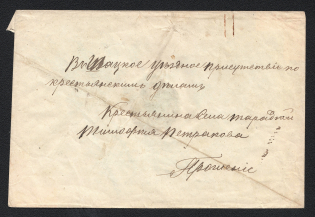 Въ Шацкое уѣздное присутствіе по
крестьянскимъ дѣламъ
Крестьянина села
Тимофея Петракова
Прошеніе